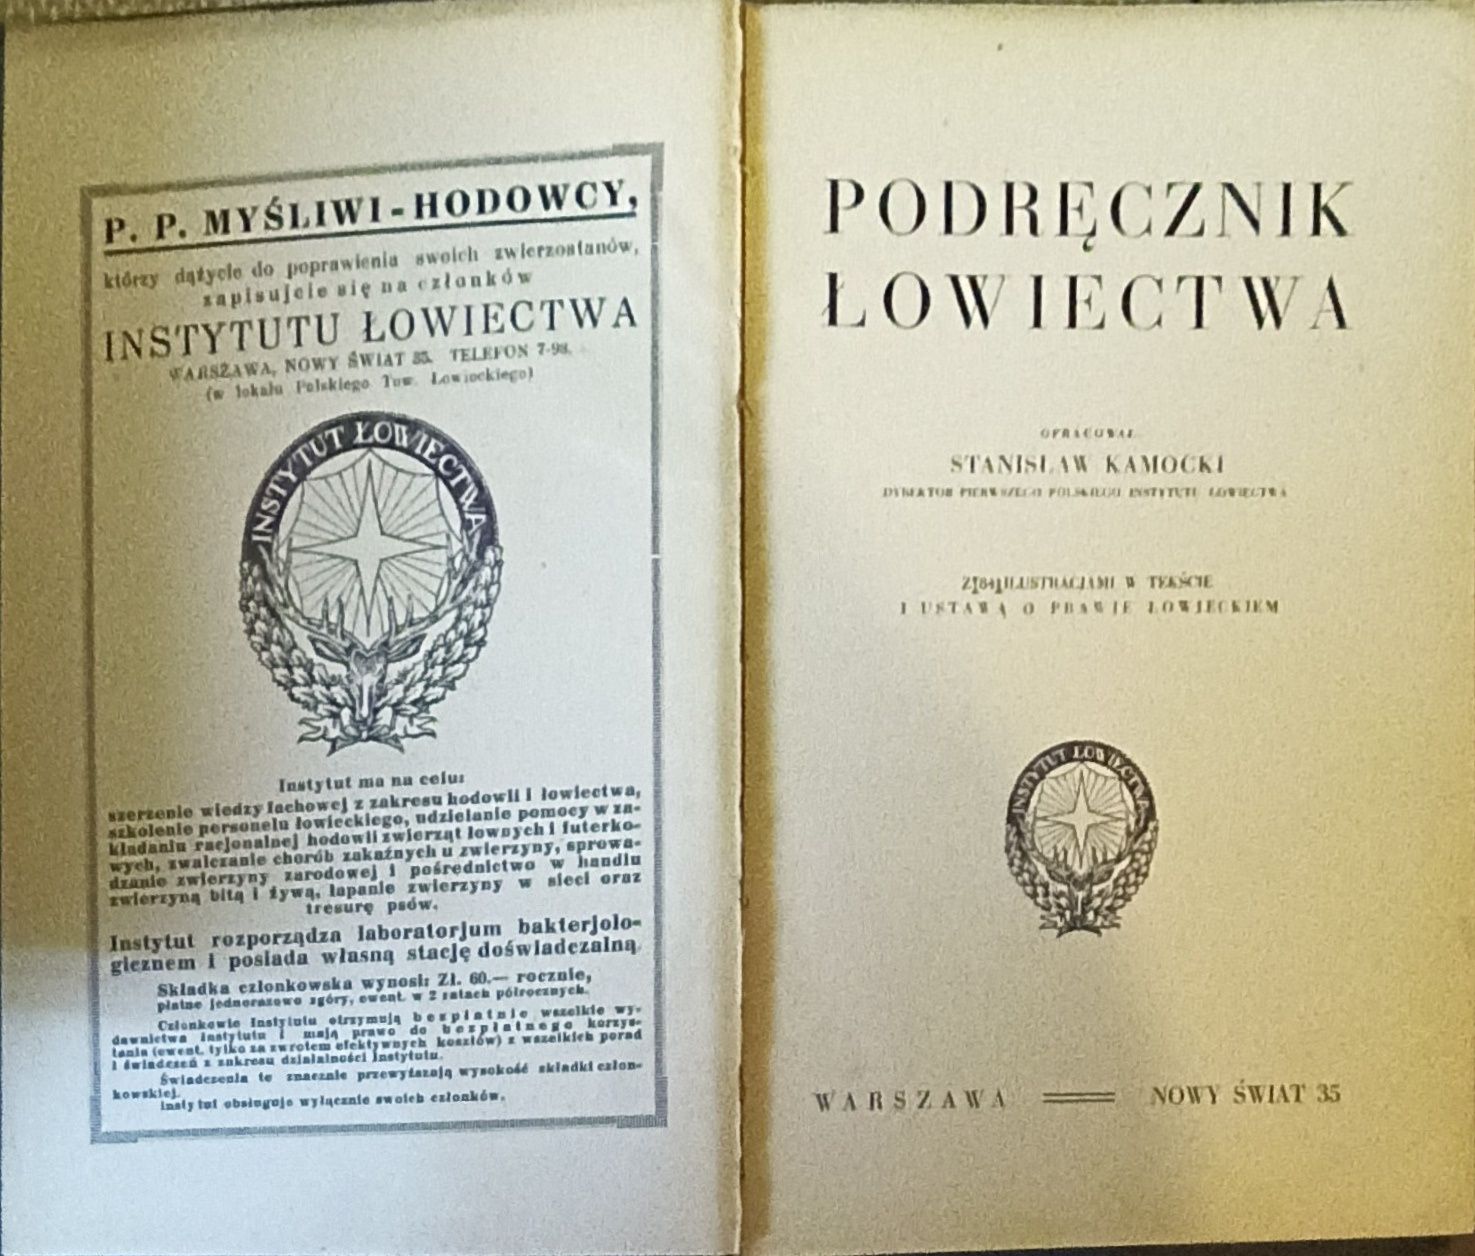 P. P. MYŚLIWI-HODOWCY,
którzy dążycie do poprawienia swoich zwierzostanów,
zapisujcie się na członków
INSTYTUTU ŁOWIECTWA
WARSZAWA, NOWY ŚWIAT 35. TELEFON 7-98.
(w lokalu Polskiego Tow. Łowieckiego)
INSTYTUT ŁOWIECTWA
Instytut ma na celu:
szerzenie wiedzy fachowej z zakresu hodowli i łowiectwa,
szkolenie personelu łowieckiego, udzielanie pomocy w za-
kładaniu racjonalnej hodowli zwierząt łownych i futerko-
wych, zwalczanie chorób zakaźnych u zwierzyny, sprowa-
dzanie zwierzyny zarodowej i pośrednictwo w handlu
zwierzyną bitą i żywą, łapanie zwierzyny w sieci oraz
tresurę psów.
Instytut rozporządza laboratorjum bakterjolo-
gicznem i posiada własną stację doświadczalną.
Składka członkowska wynosi: Zł. 60.— rocznie,
płatne jednorazowo zgóry, ewent. w 2 ratach półrocznych.
Członkowie Instytutu otrzymują bezpłatnie wszelkie wy-
dawnictwa Instytutu i mają prawo do bezpłatnego korzys-
tania (ewent. tylko za zwrotem efektywnych kosztów) z wszelkich porad
i świadczeń z zakresu działalności Instytutu.
Świadczenia te znacznie przewyższają wysokość składki człon-
kowskiej.
Instytut obsługuje wyłącznie swoich członków.
PODRĘCZNIK
ŁOWIECTWA
OPRACOWAŁ
STANISŁAW KAMOCKI
DYREKTOR PIERWSZEGO POLSKIEGO INSTYTUTU ŁOWIECTWA
Z 184 ILUSTRACJAMI W TEKŚCIE
I USTAWĄ O PRAWIE ŁOWIECKIEM
INSTYTUT ŁOWIECTWA
WARSZAWA NOWY ŚWIAT 35